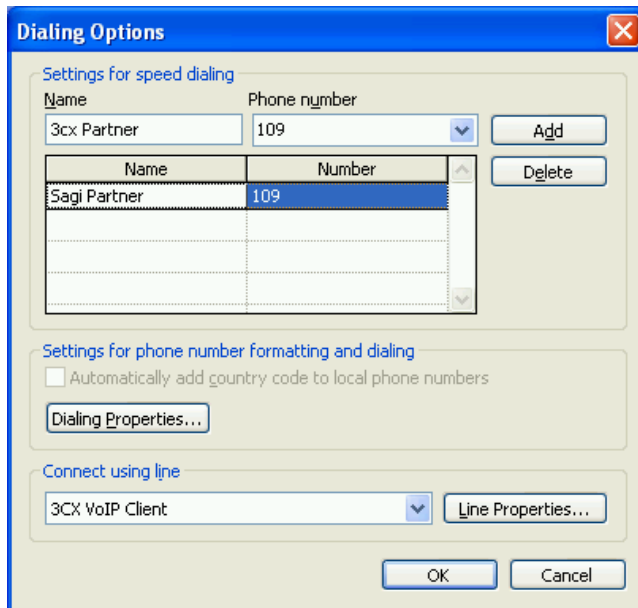 Dialing Options
Settings for speed dialing
Name Phone number
3cx Partner 109 Add
Name Number Delete
Sagi Partner 109
Settings for phone number formatting and dialing
Automatically add country code to local phone numbers
Dialing Properties...
Connect using line
3CX VoIP Client Line Properties...
OK Cancel